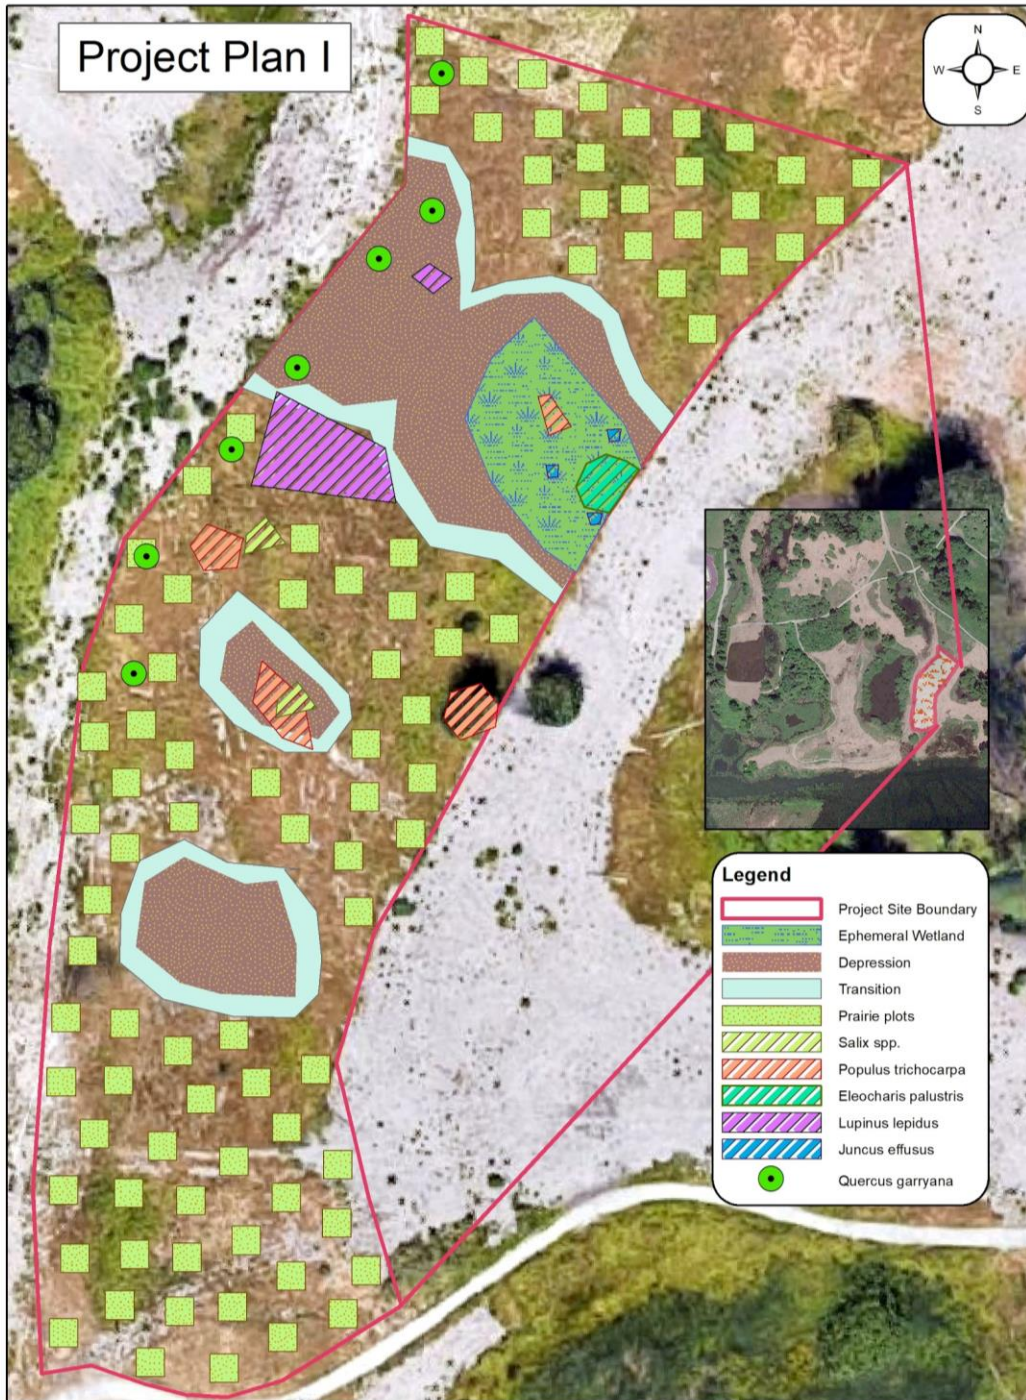 Project Plan I
N
W E
S
Legend
Project Site Boundary
Ephemeral Wetland
Depression
Transition
Prairie plots
Salix spp.
Populus trichocarpa
Eleocharis palustris
Lupinus lepidus
Juncus effusus
Quercus garryana